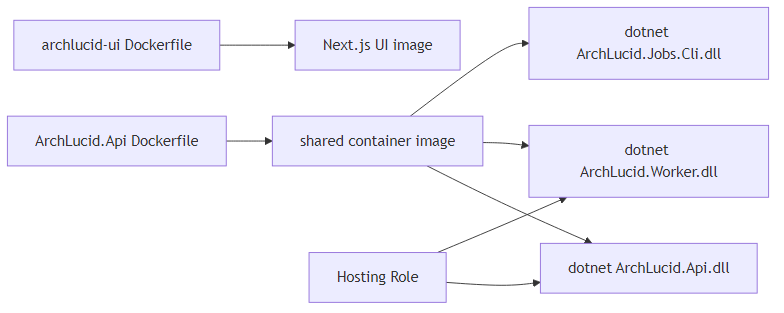 archlucid-ui Dockerfile
Next.js UI image
dotnet
ArchLucid.Jobs.Cli.dll
ArchLucid.Api Dockerfile
shared container image
dotnet
ArchLucid.Worker.dll
Hosting Role
dotnet ArchLucid.Api.dll